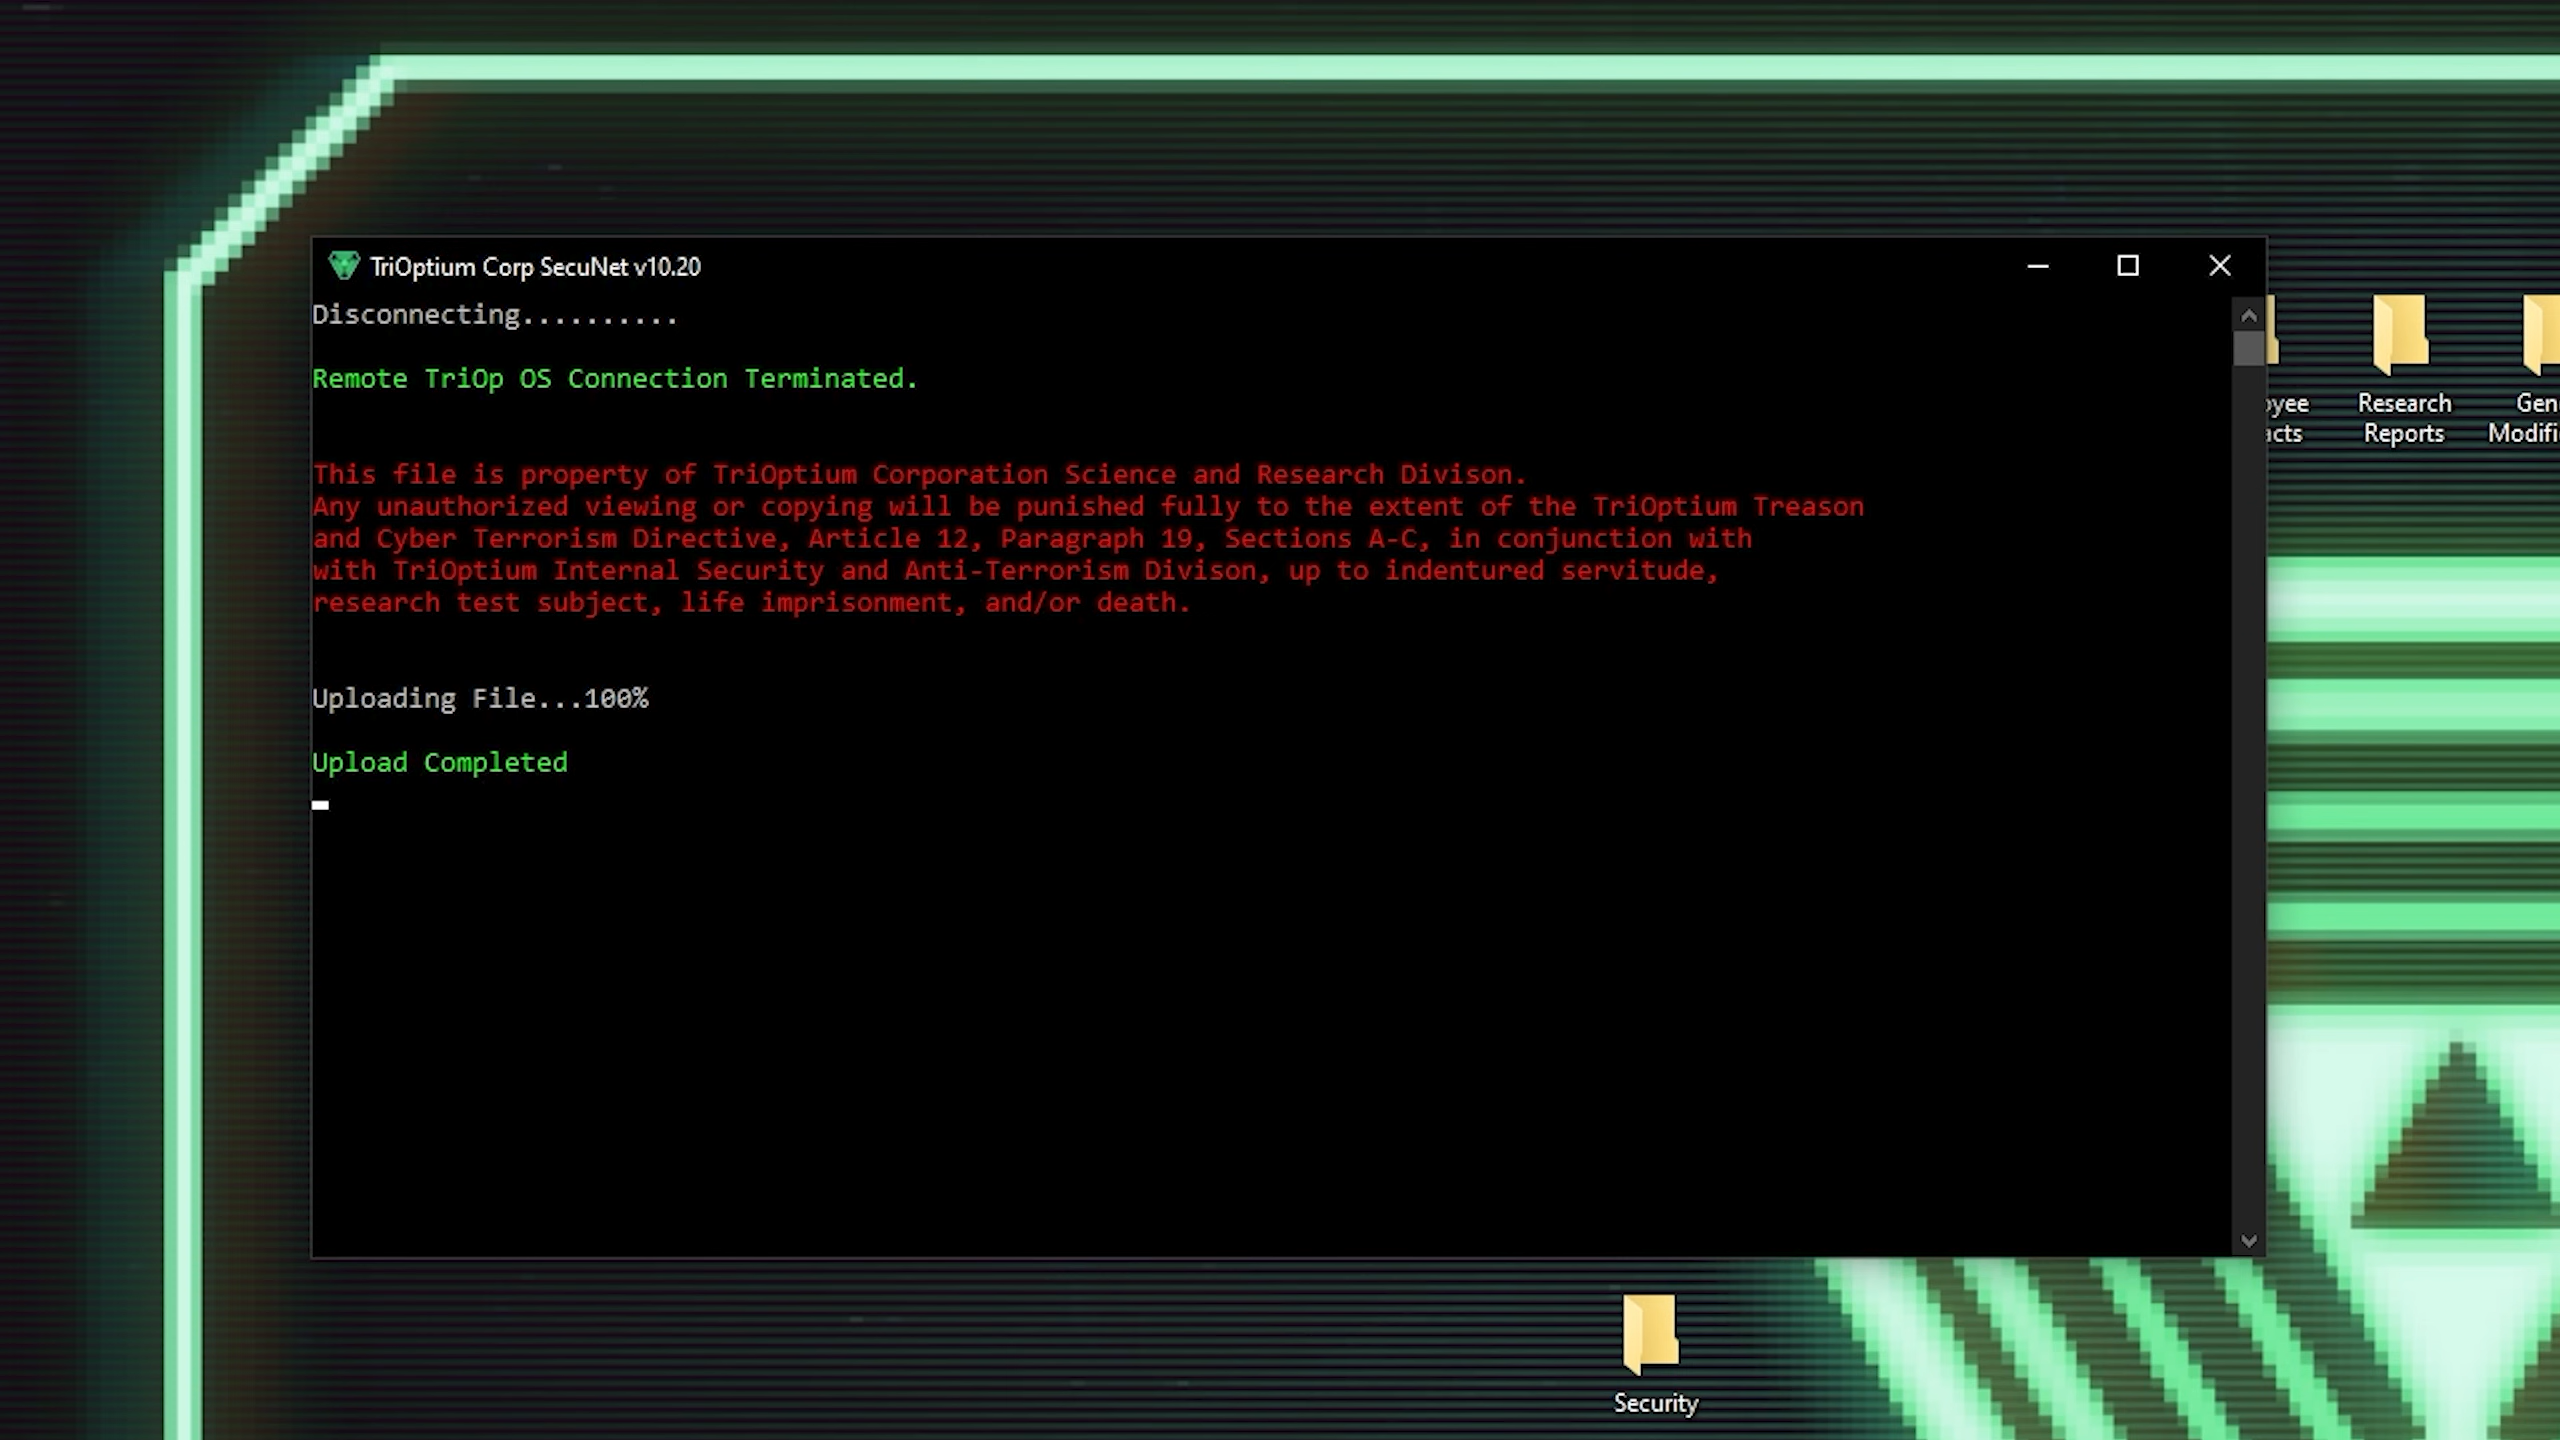 TriOptium Corp SecuNet v10.20
Disconnecting..........
Remote TriOp OS Connection Terminated.
This file is property of TriOptium Corporation Science and Research Divison.
Any unauthorized viewing or copying will be punished fully to the extent of the TriOptium Treason
and Cyber Terrorism Directive, Article 12, Paragraph 19, Sections A-C, in conjunction with
with TriOptium Internal Security and Anti-Terrorism Divison, up to indentured servitude,
research test subject, life imprisonment, and/or death.
Uploading File...100%
Upload Completed
Research
Reports
Security